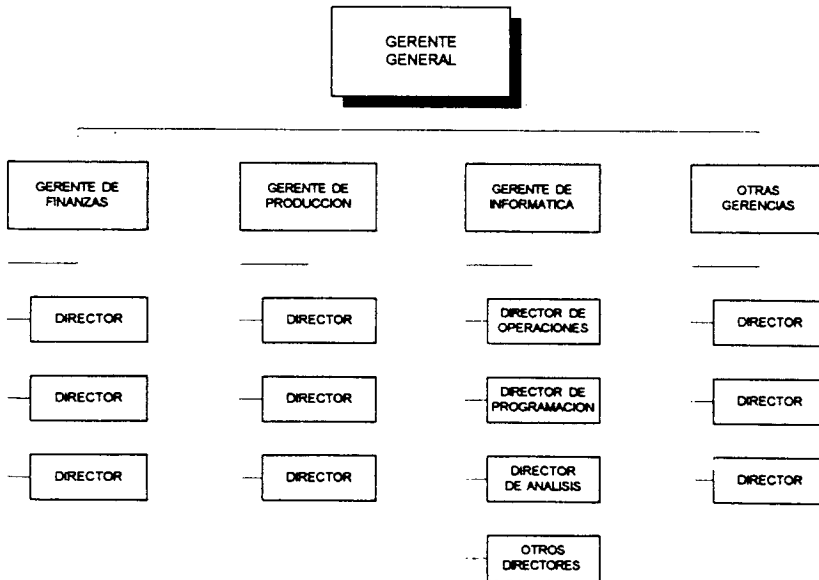 GERENTE
GENERAL
GERENTE DE
FINANZAS
GERENTE DE
PRODUCCION
GERENTE DE
INFORMATICA
OTRAS
GERENCIAS
DIRECTOR
DIRECTOR
DIRECTOR DE
OPERACIONES
DIRECTOR
DIRECTOR
DIRECTOR
DIRECTOR DE
PROGRAMACION
DIRECTOR
DIRECTOR
DIRECTOR
DIRECTOR
DE ANALISIS
DIRECTOR
OTROS
DIRECTORES